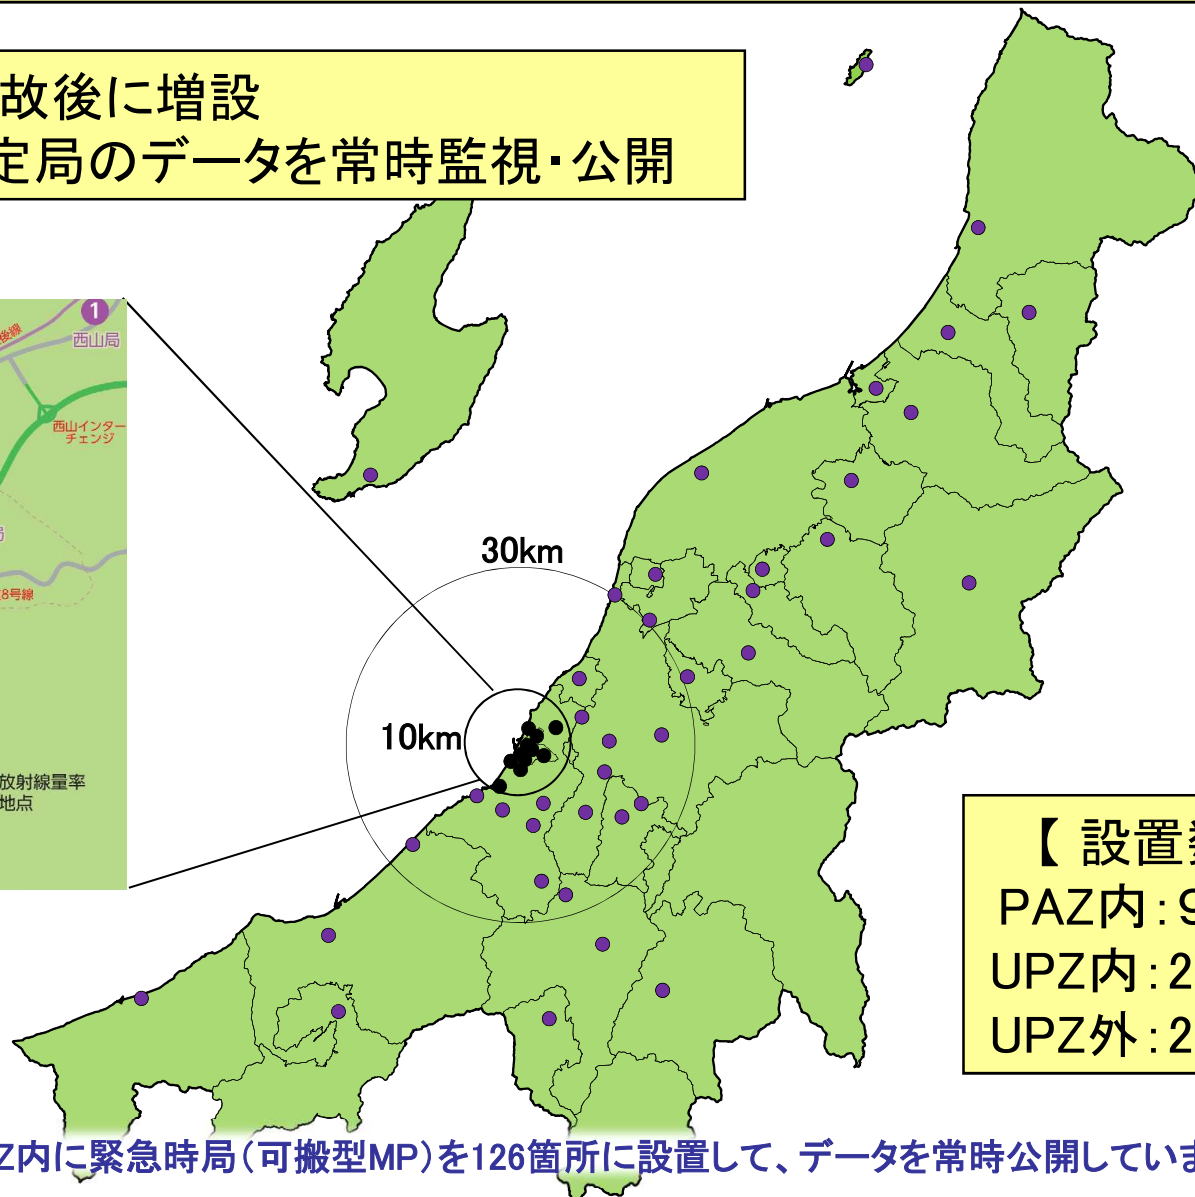 故後に増設
定局のデータを常時監視・公開
後線
1
西山局
西山インター
チェンジ
局
8号線
放射線量率
地点
30km
10km
【 設置
PAZ内:9
UPZ内:2
UPZ外:2
Z内に緊急時局(可搬型MP)を126箇所に設置して、データを常時公開していま